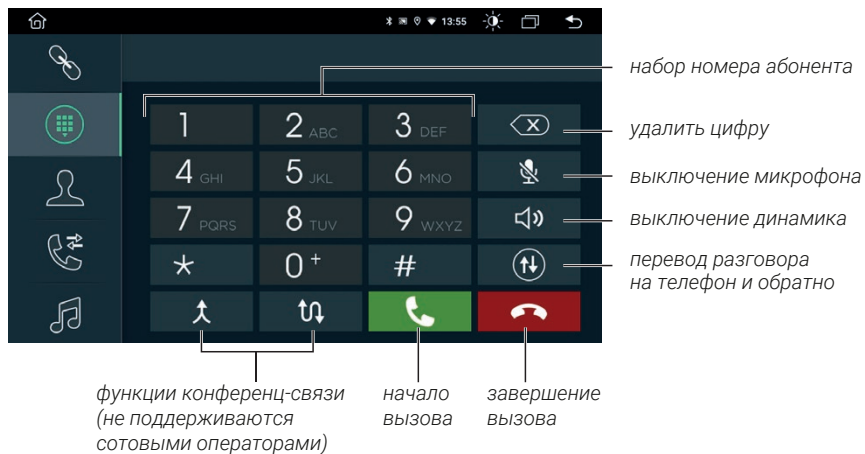 13:55
набор номера абонента
1 2 ABC 3 DEF
удалить цифру
4 GHI 5 JKL 6 MNO
выключение микрофона
7 PQRS 8 TUV 9 WXYZ
выключение динамика
* 0 + #
перевод разговора
на телефон и обратно
функции конференц-связи
(не поддерживаются
сотовыми операторами)
начало
вызова
завершение
вызова